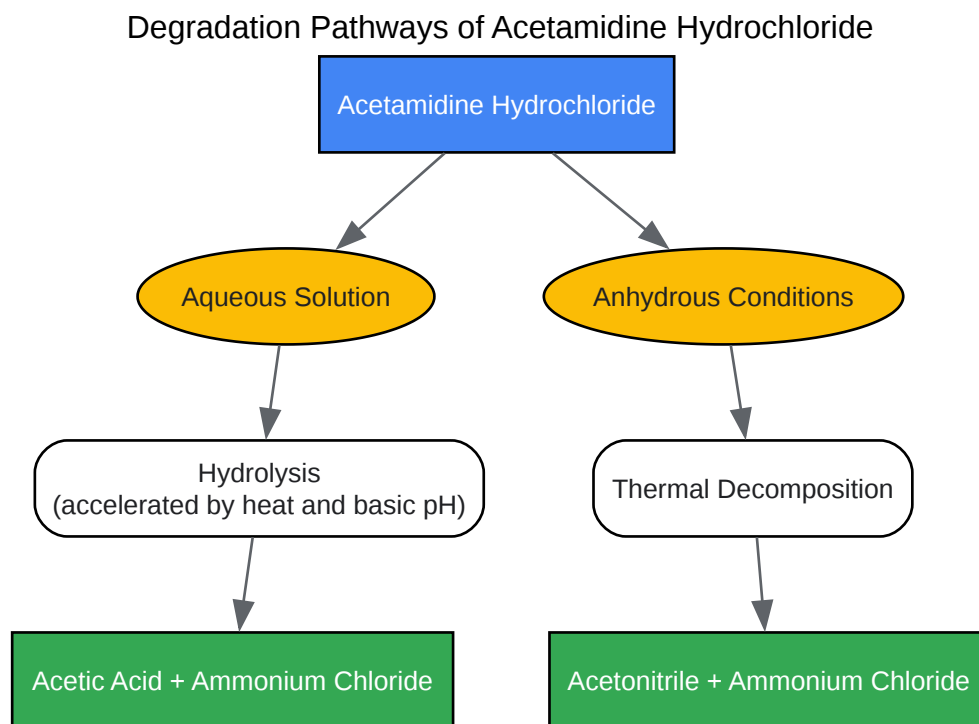 Degradation Pathways of Acetamidine Hydrochloride
Acetamidine Hydrochloride
Aqueous Solution
Anhydrous Conditions
Hydrolysis
(accelerated by heat and basic pH)
Thermal Decomposition
Acetic Acid + Ammonium Chloride
Acetonitrile + Ammonium Chloride